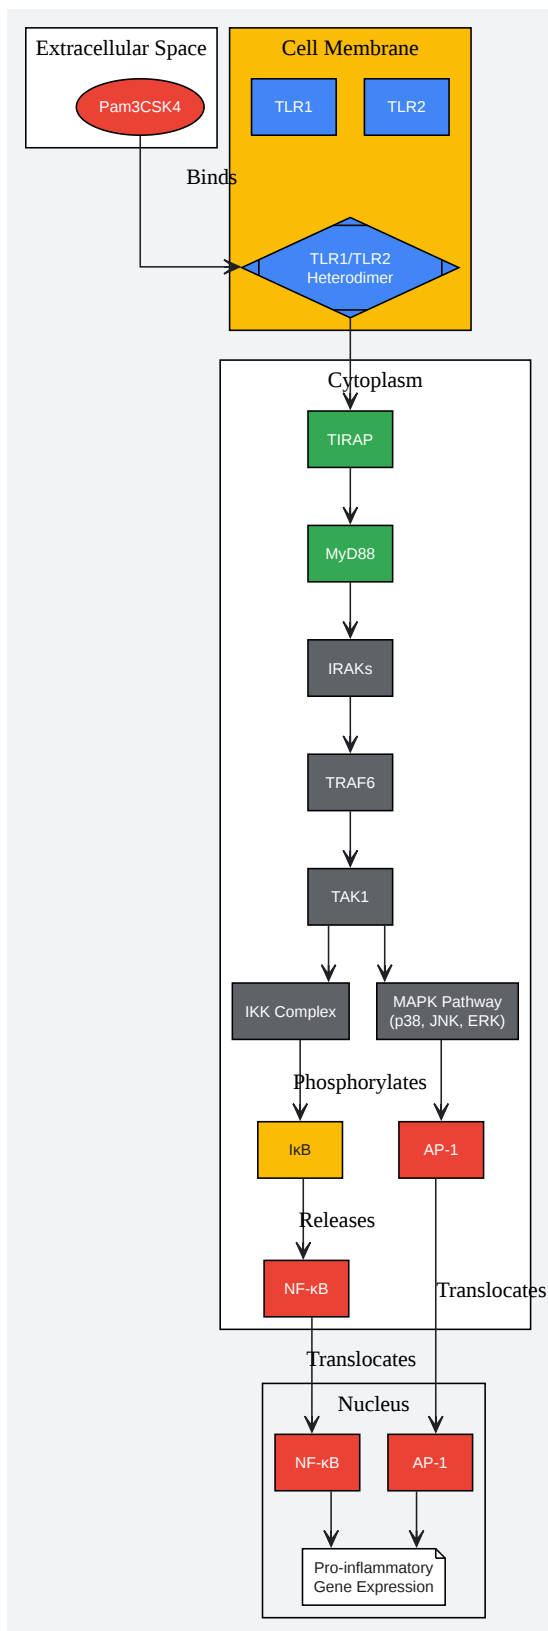 Extracellular Space
Cell Membrane
Pam3CSK4
TLR1
TLR2
Binds
TLR1/TLR2
Heterodimer
Cytoplasm
TIRAP
MyD88
IRAKs
TRAF6
TAK1
IKK Complex
MAPK Pathway
(p38, JNK, ERK)
Phosphorylates
IκB
AP-1
Releases
NF-κB
Translocates
Translocates
Nucleus
NF-κB
AP-1
Pro-inflammatory
Gene Expression